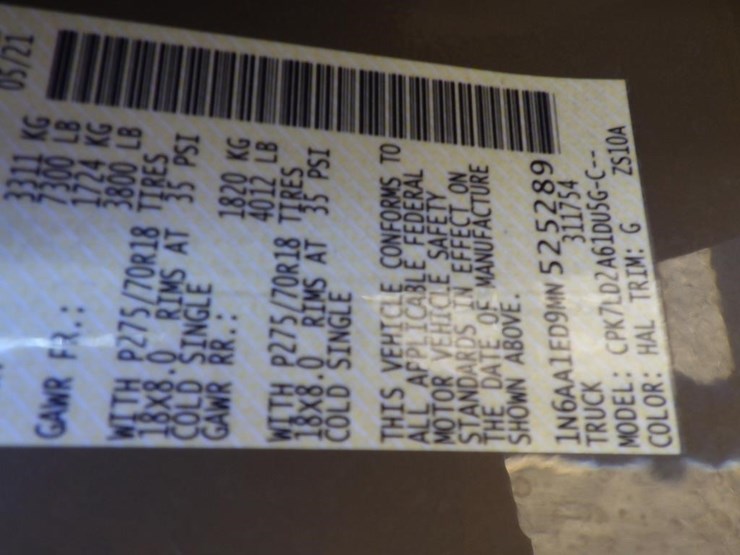 05/21
3311 KG
7300 LB
GAWR FR.: 1724 KG
3800 LB
WITH P275/70R18 TIRES
18X8.0 RIMS AT 35 PSI
COLD SINGLE
GAWR RR.: 1820 KG
4012 LB
WITH P275/70R18 TIRES
18X8.0 RIMS AT 35 PSI
COLD SINGLE
THIS VEHICLE CONFORMS TO
ALL APPLICABLE FEDERAL
MOTOR VEHICLE SAFETY
STANDARDS IN EFFECT ON
THE DATE OF MANUFACTURE
SHOWN ABOVE.
1N6AA1ED9MN525289
TRUCK 311754
MODEL: CPK7LD2A61DU5G-C--
COLOR: HAL TRIM: G ZS10A